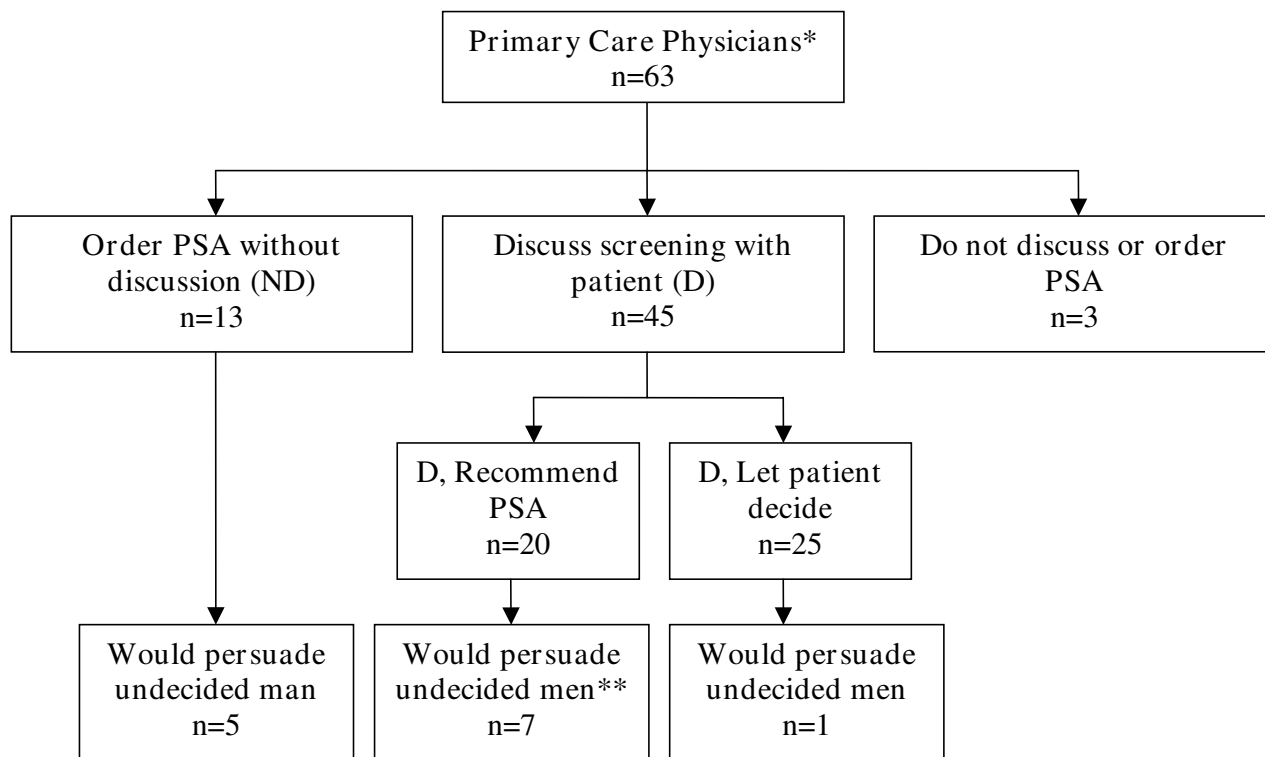 Primary Care Physicians*
n=63
Order PSA without
discussion (ND)
n=13
Discuss screening with
patient (D)
n=45
Do not discuss or order
PSA
n=3
D, Recommend
PSA
n=20
D, Let patient
decide
n=25
Would persuade
undecided man
n=5
Would persuade
undecided men**
n=7
Would persuade
undecided men
n=1